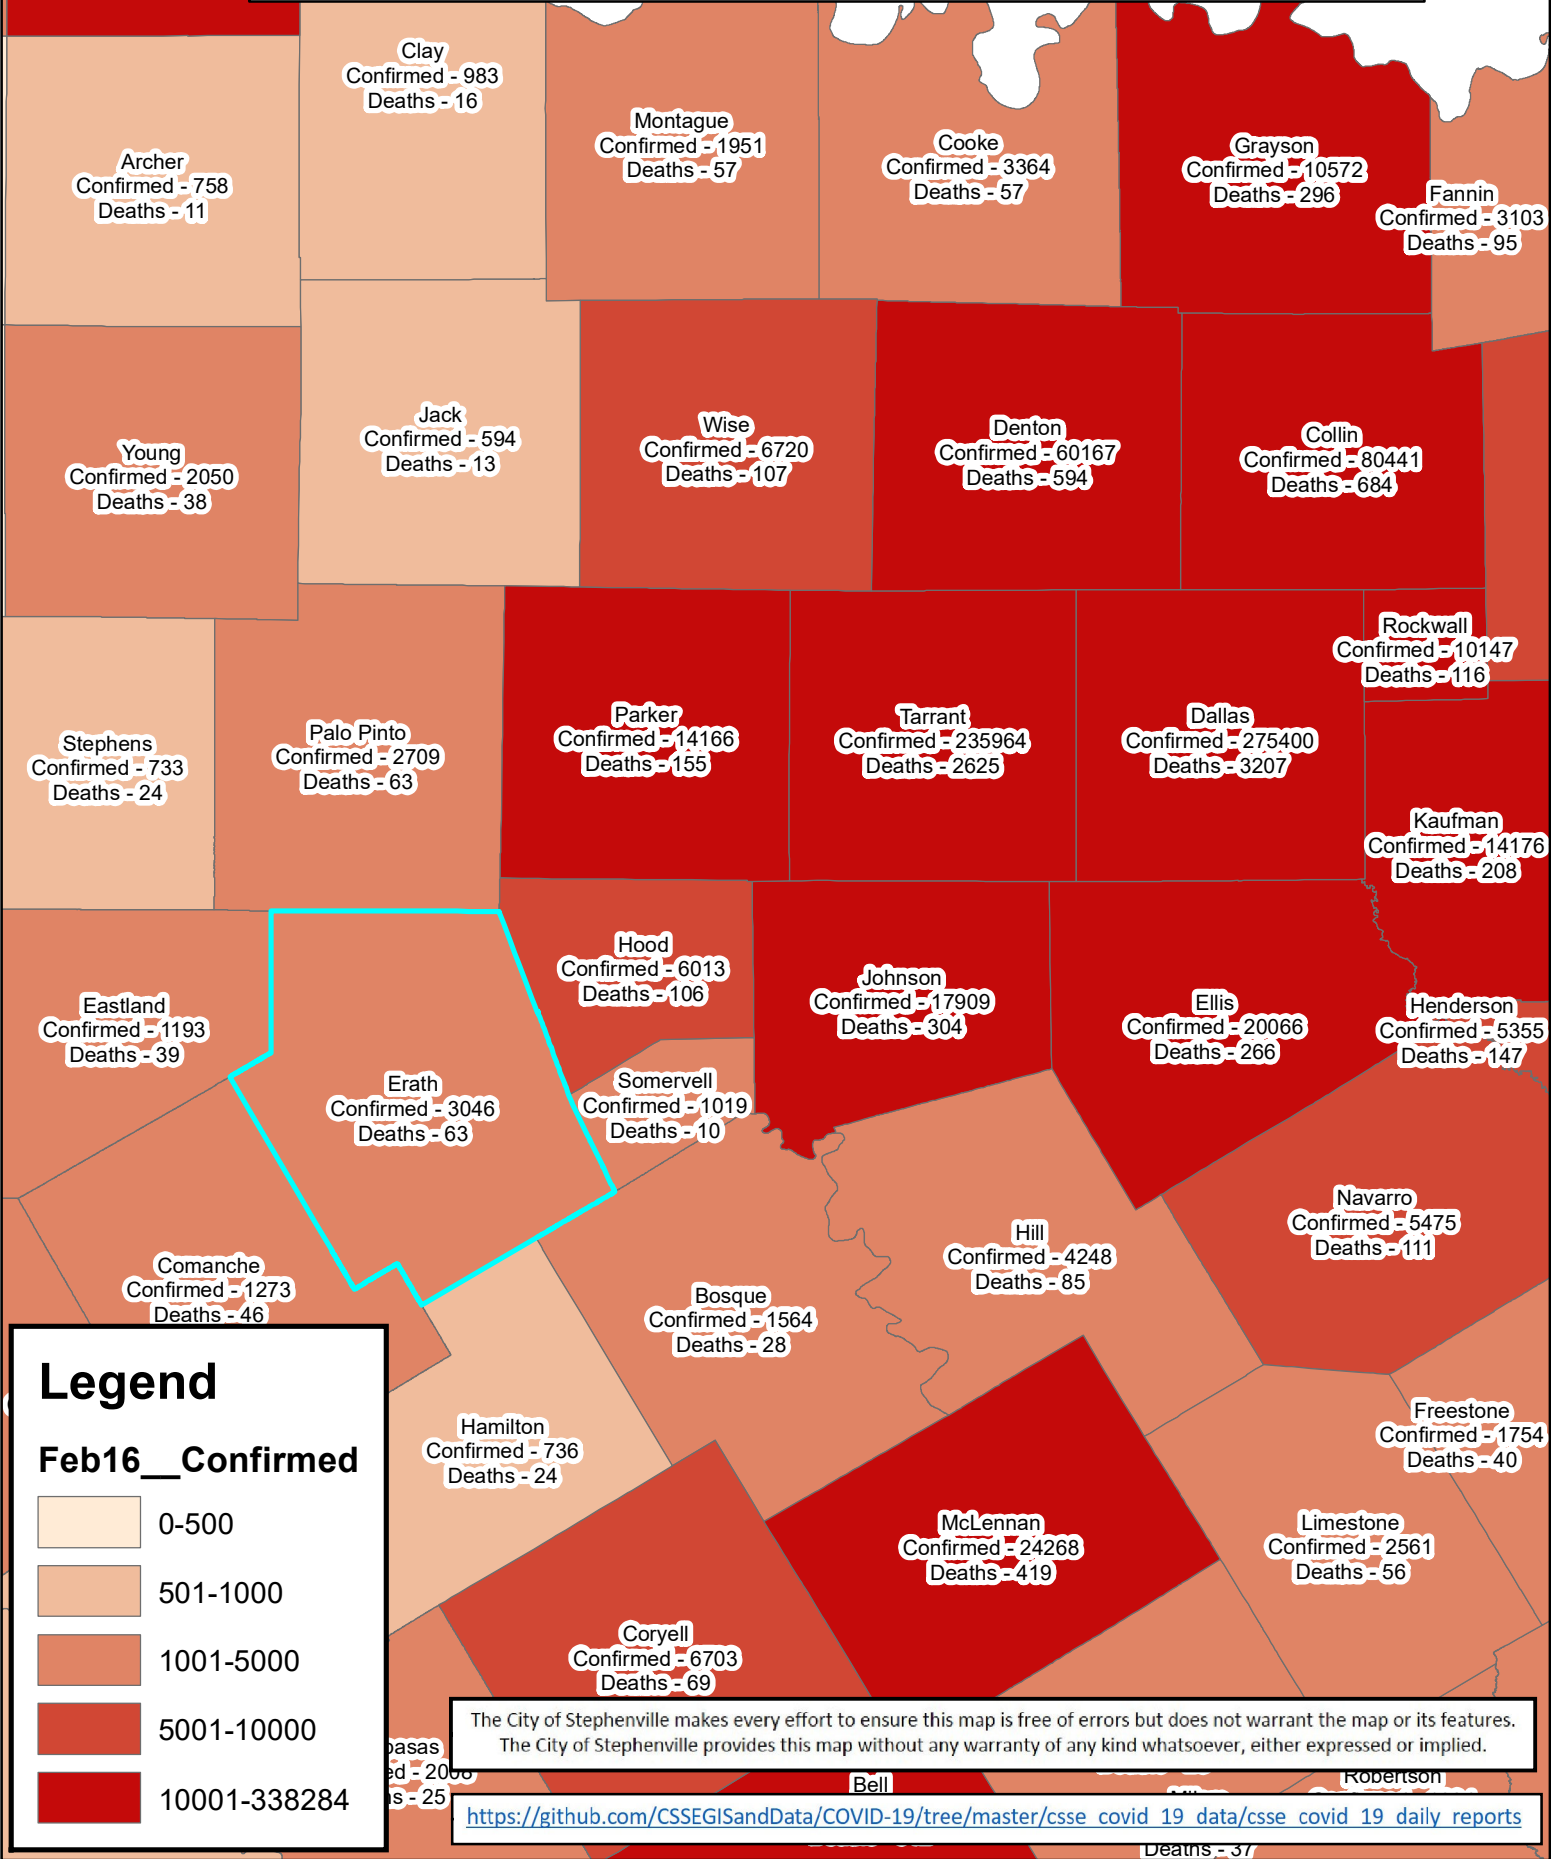 Clay
Confirmed - 983
Deaths - 16
Montague
Confirmed - 1951
Deaths - 57
Cooke
Confirmed - 3364
Deaths - 57
Grayson
Confirmed - 10572
Deaths - 296
Archer
Confirmed - 758
Deaths - 11
Fannin
Confirmed - 3103
Deaths - 95
Young
Confirmed - 2050
Deaths - 38
Jack
Confirmed - 594
Deaths - 13
Wise
Confirmed - 6720
Deaths - 107
Denton
Confirmed - 60167
Deaths - 594
Collin
Confirmed - 80441
Deaths - 684
Rockwall
Confirmed - 10147
Deaths - 116
Stephens
Confirmed - 733
Deaths - 24
Palo Pinto
Confirmed - 2709
Deaths - 63
Parker
Confirmed - 14166
Deaths - 155
Tarrant
Confirmed - 235964
Deaths - 2625
Dallas
Confirmed - 275400
Deaths - 3207
Kaufman
Confirmed - 14176
Deaths - 208
Eastland
Confirmed - 1193
Deaths - 39
Erath
Confirmed - 3046
Deaths - 63
Hood
Confirmed - 6013
Deaths - 106
Somervell
Confirmed - 1019
Deaths - 10
Johnson
Confirmed - 17909
Deaths - 304
Ellis
Confirmed - 20066
Deaths - 266
Henderson
Confirmed - 5355
Deaths - 147
Comanche
Confirmed - 1273
Deaths - 46
Bosque
Confirmed - 1564
Deaths - 28
Hill
Confirmed - 4248
Deaths - 85
Navarro
Confirmed - 5475
Deaths - 111
Hamilton
Confirmed - 736
Deaths - 24
McLennan
Confirmed - 24268
Deaths - 419
Freestone
Confirmed - 1754
Deaths - 40
Limestone
Confirmed - 2561
Deaths - 56
Coryell
Confirmed - 6703
Deaths - 69
Legend
Feb16__Confirmed
0-500
501-1000
1001-5000
5001-10000
10001-338284
The City of Stephenville makes every effort to ensure this map is free of errors but does not warrant the map or its features.
The City of Stephenville provides this map without any warranty of any kind whatsoever, either expressed or implied.
pasas
ed - 2006
s - 25
Bell
Robertson
https://github.com/CSSEGISandData/COVID-19/tree/master/csse_covid_19_data/csse_covid_19_daily_reports
Deaths - 37